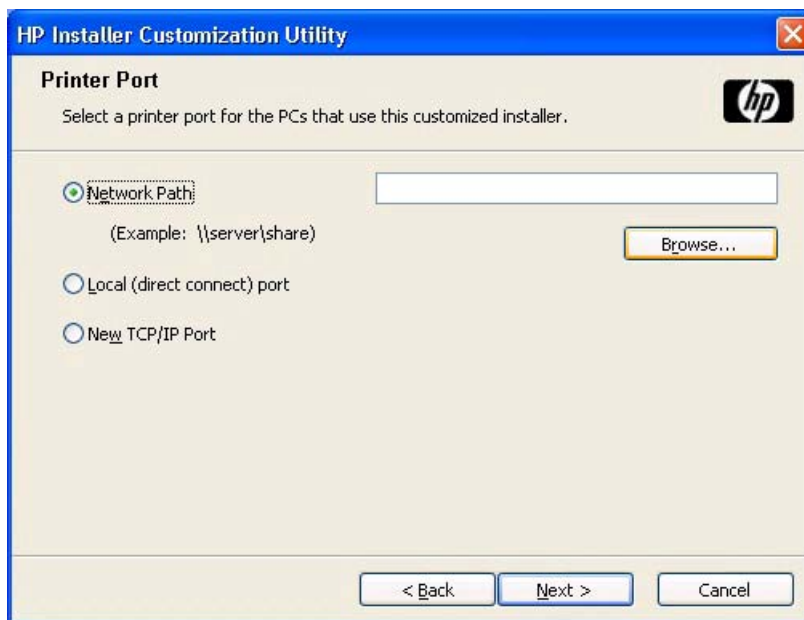 HP Installer Customization Utility
Printer Port
Select a printer port for the PCs that use this customized installer.
hp
Network Path
(Example: \\server\share)
Browse...
Local (direct connect) port
New TCP/IP Port
< Back
Next >
Cancel